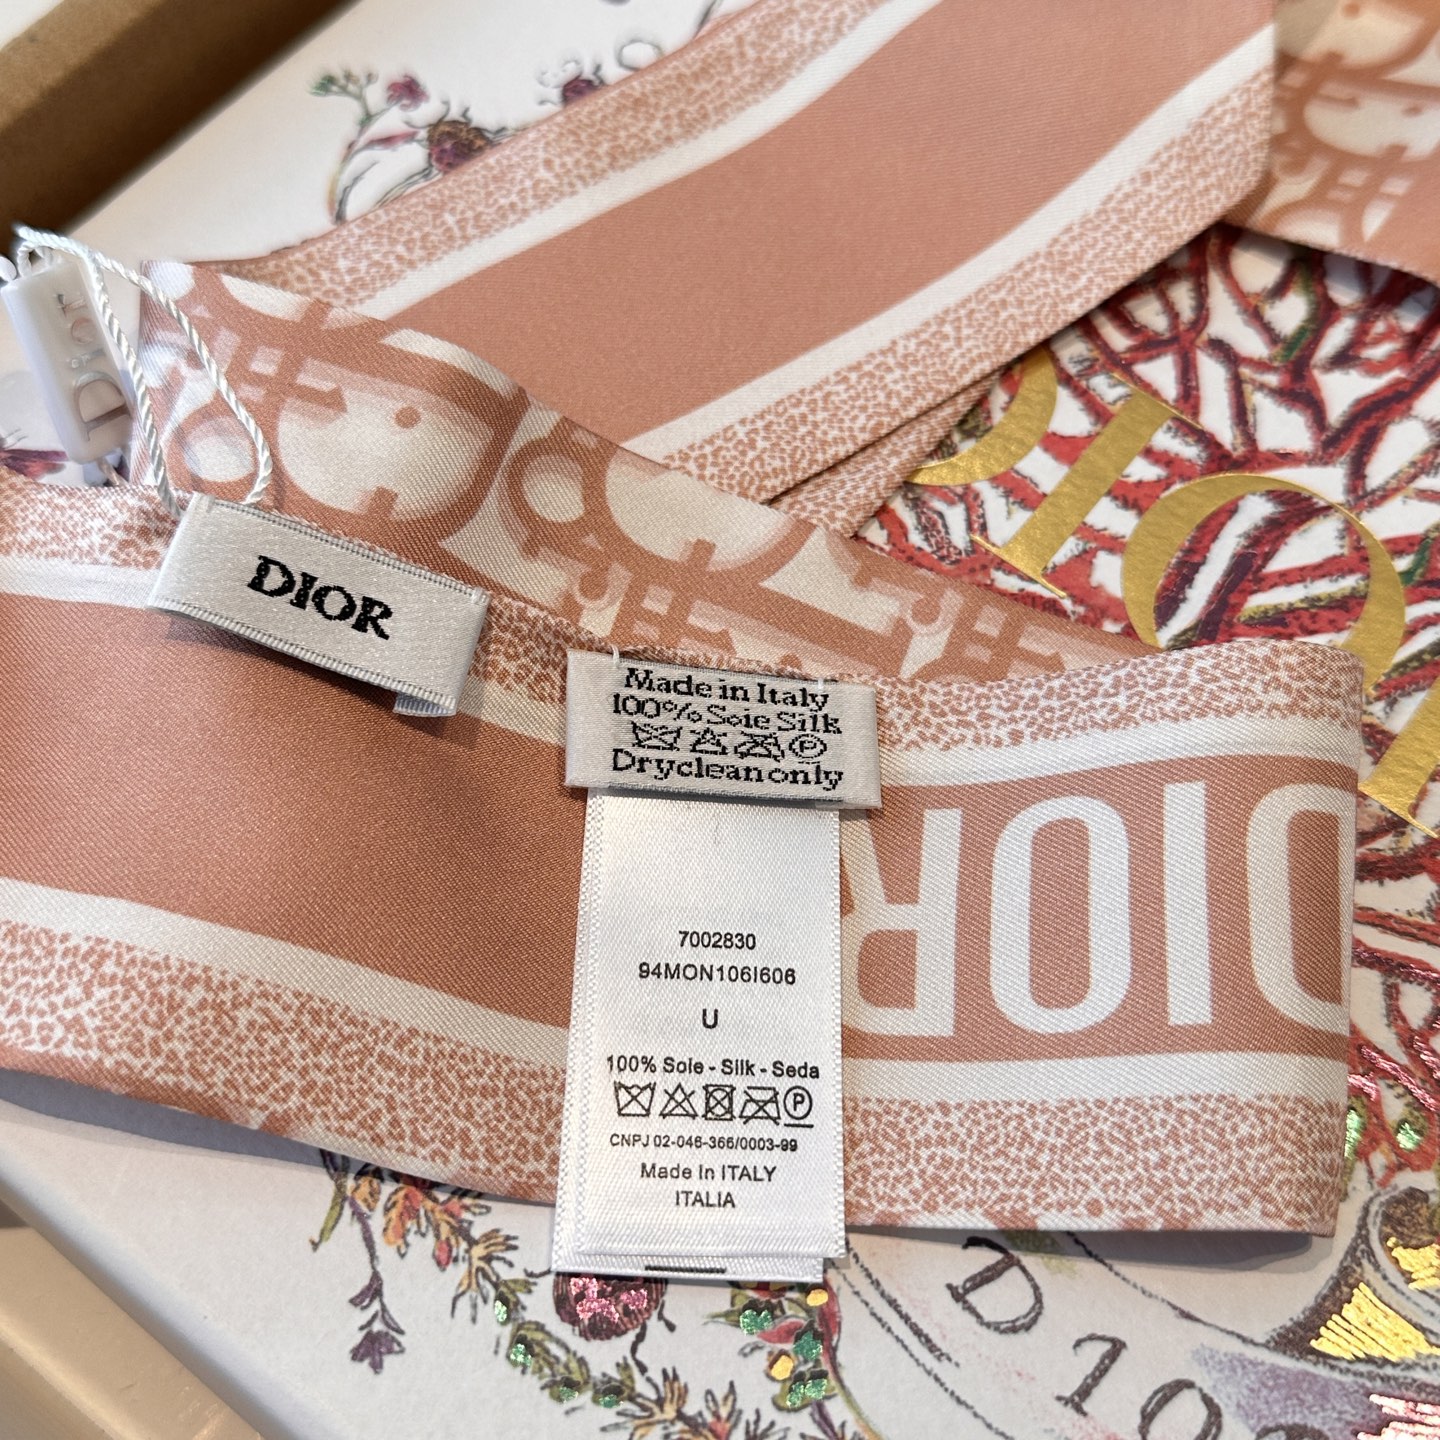 Dior
DIOR
DIOR
Made in Italy
100% Soie Silk
P
Dryclean only
DIOR
7002830
94MON106I606
U
100% Soie - Silk - Seda
P
CNPJ 02-046-366/0003-99
Made In ITALY
ITALIA